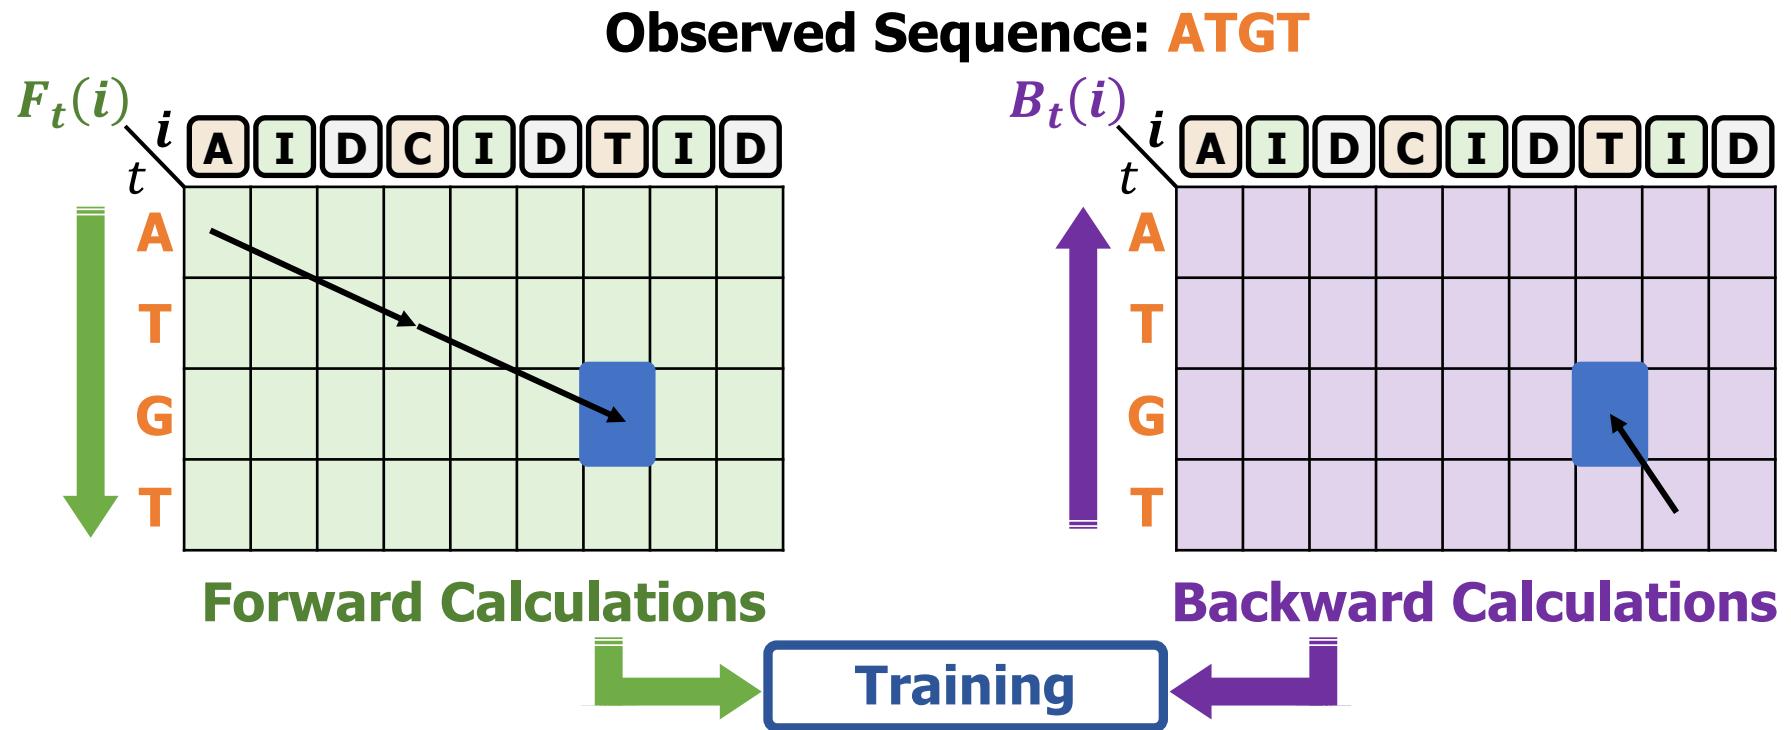 Observed Sequence: ATGT
Fₜ(i)
i
t
A I D C I D T I D
A
T
G
T
Forward Calculations
Bₜ(i)
i
t
A I D C I D T I D
A
T
G
T
Backward Calculations
Training